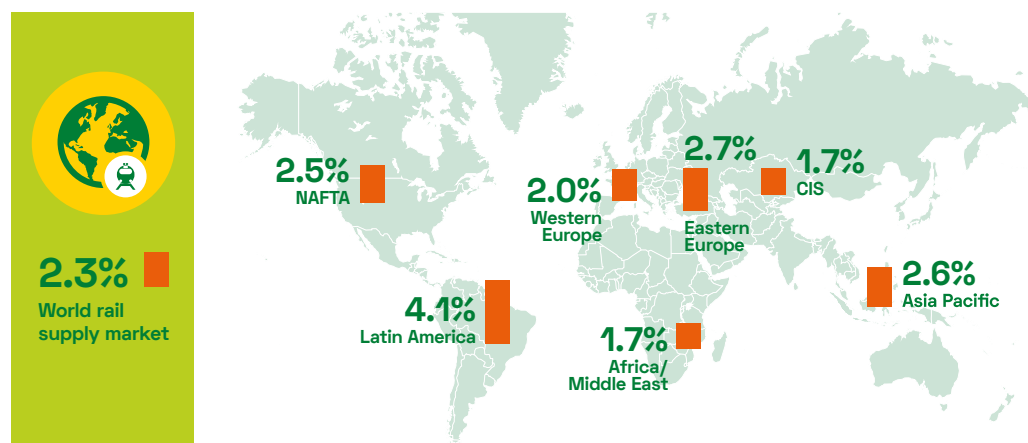 2.3%
World rail
supply market
2.5%
NAFTA
4.1%
Latin America
2.0%
Western
Europe
2.7%
Eastern
Europe
1.7%
CIS
1.7%
Africa/
Middle East
2.6%
Asia Pacific